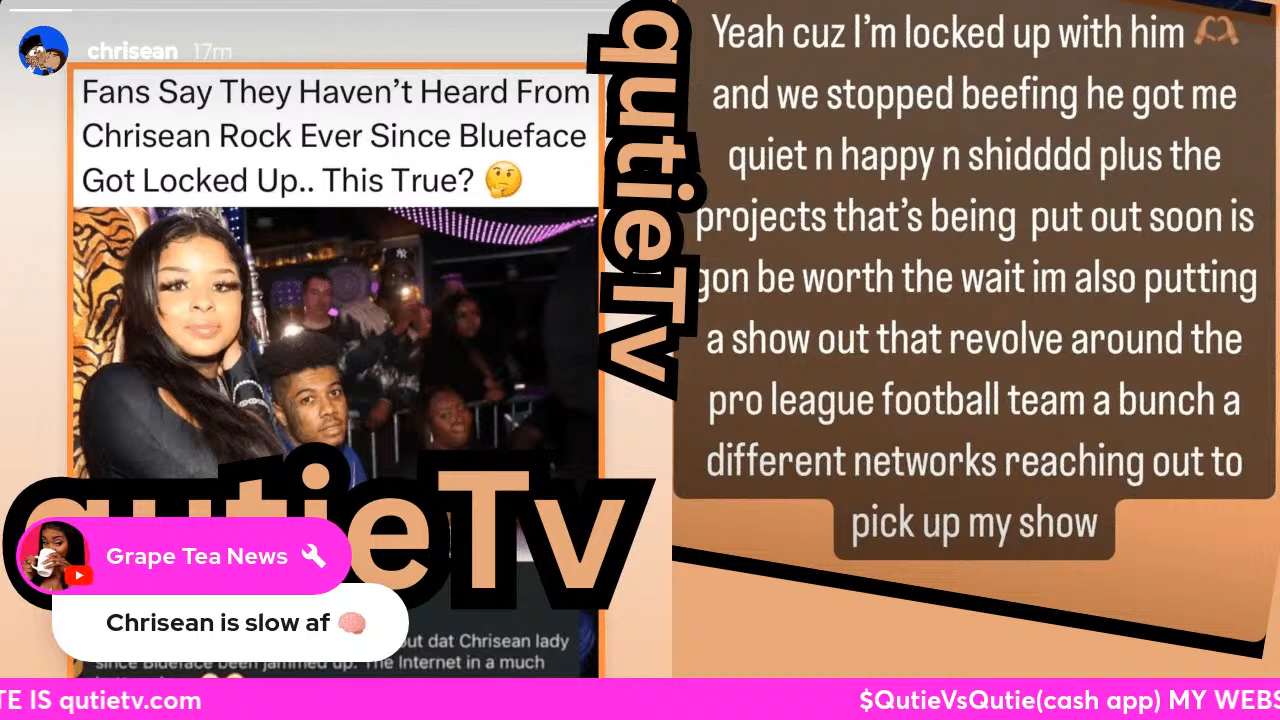 chrisean 17m
Fans Say They Haven't Heard From
Chrisean Rock Ever Since Blueface
Got Locked Up.. This True? 🤔
qutieTv
Yeah cuz I'm locked up with him 🫶🏽
and we stopped beefing he got me
quiet n happy n shidddd plus the
projects that's being put out soon is
gon be worth the wait im also putting
a show out that revolve around the
pro league football team a bunch a
different networks reaching out to
pick up my show
qutieTv
Grape Tea News 🔧
Chrisean is slow af 🧠
dat Chrisean lady
since Blueface been jammed up. The Internet in a much
TE IS qutietv.com
$QutieVsQutie(cash app) MY WEBS